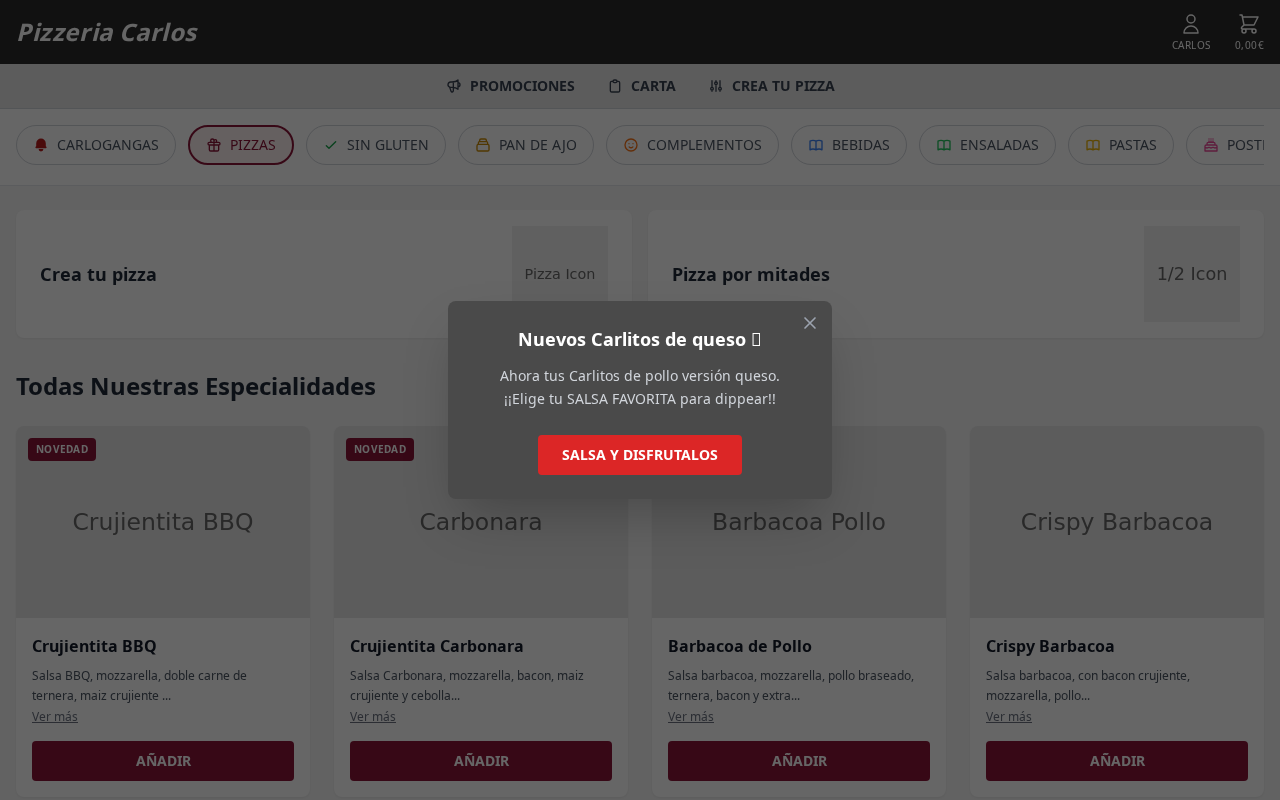 Pizzeria Carlos
CARLOS
0,00€
PROMOCIONES
CARTA
CREA TU PIZZA
CARLOGANGAS
PIZZAS
SIN GLUTEN
PAN DE AJO
COMPLEMENTOS
BEBIDAS
ENSALADAS
PASTAS
POST
Crea tu pizza
Pizza Icon
Pizza por mitades
1/2 Icon
Nuevos Carlitos de queso
Ahora tus Carlitos de pollo versión queso.
¡¡Elige tu SALSA FAVORITA para dippear!!
SALSA Y DISFRUTALOS
Todas Nuestras Especialidades
NOVEDAD
Crujientita BBQ
NOVEDAD
Carbonara
Barbacoa Pollo
Crispy Barbacoa
Crujientita BBQ
Salsa BBQ, mozzarella, doble carne de
ternera, maiz crujiente ...
Ver más
AÑADIR
Crujientita Carbonara
Salsa Carbonara, mozzarella, bacon, maiz
crujiente y cebolla...
Ver más
AÑADIR
Barbacoa de Pollo
Salsa barbacoa, mozzarella, pollo braseado,
ternera, bacon y extra...
Ver más
AÑADIR
Crispy Barbacoa
Salsa barbacoa, con bacon crujiente,
mozzarella, pollo...
Ver más
AÑADIR